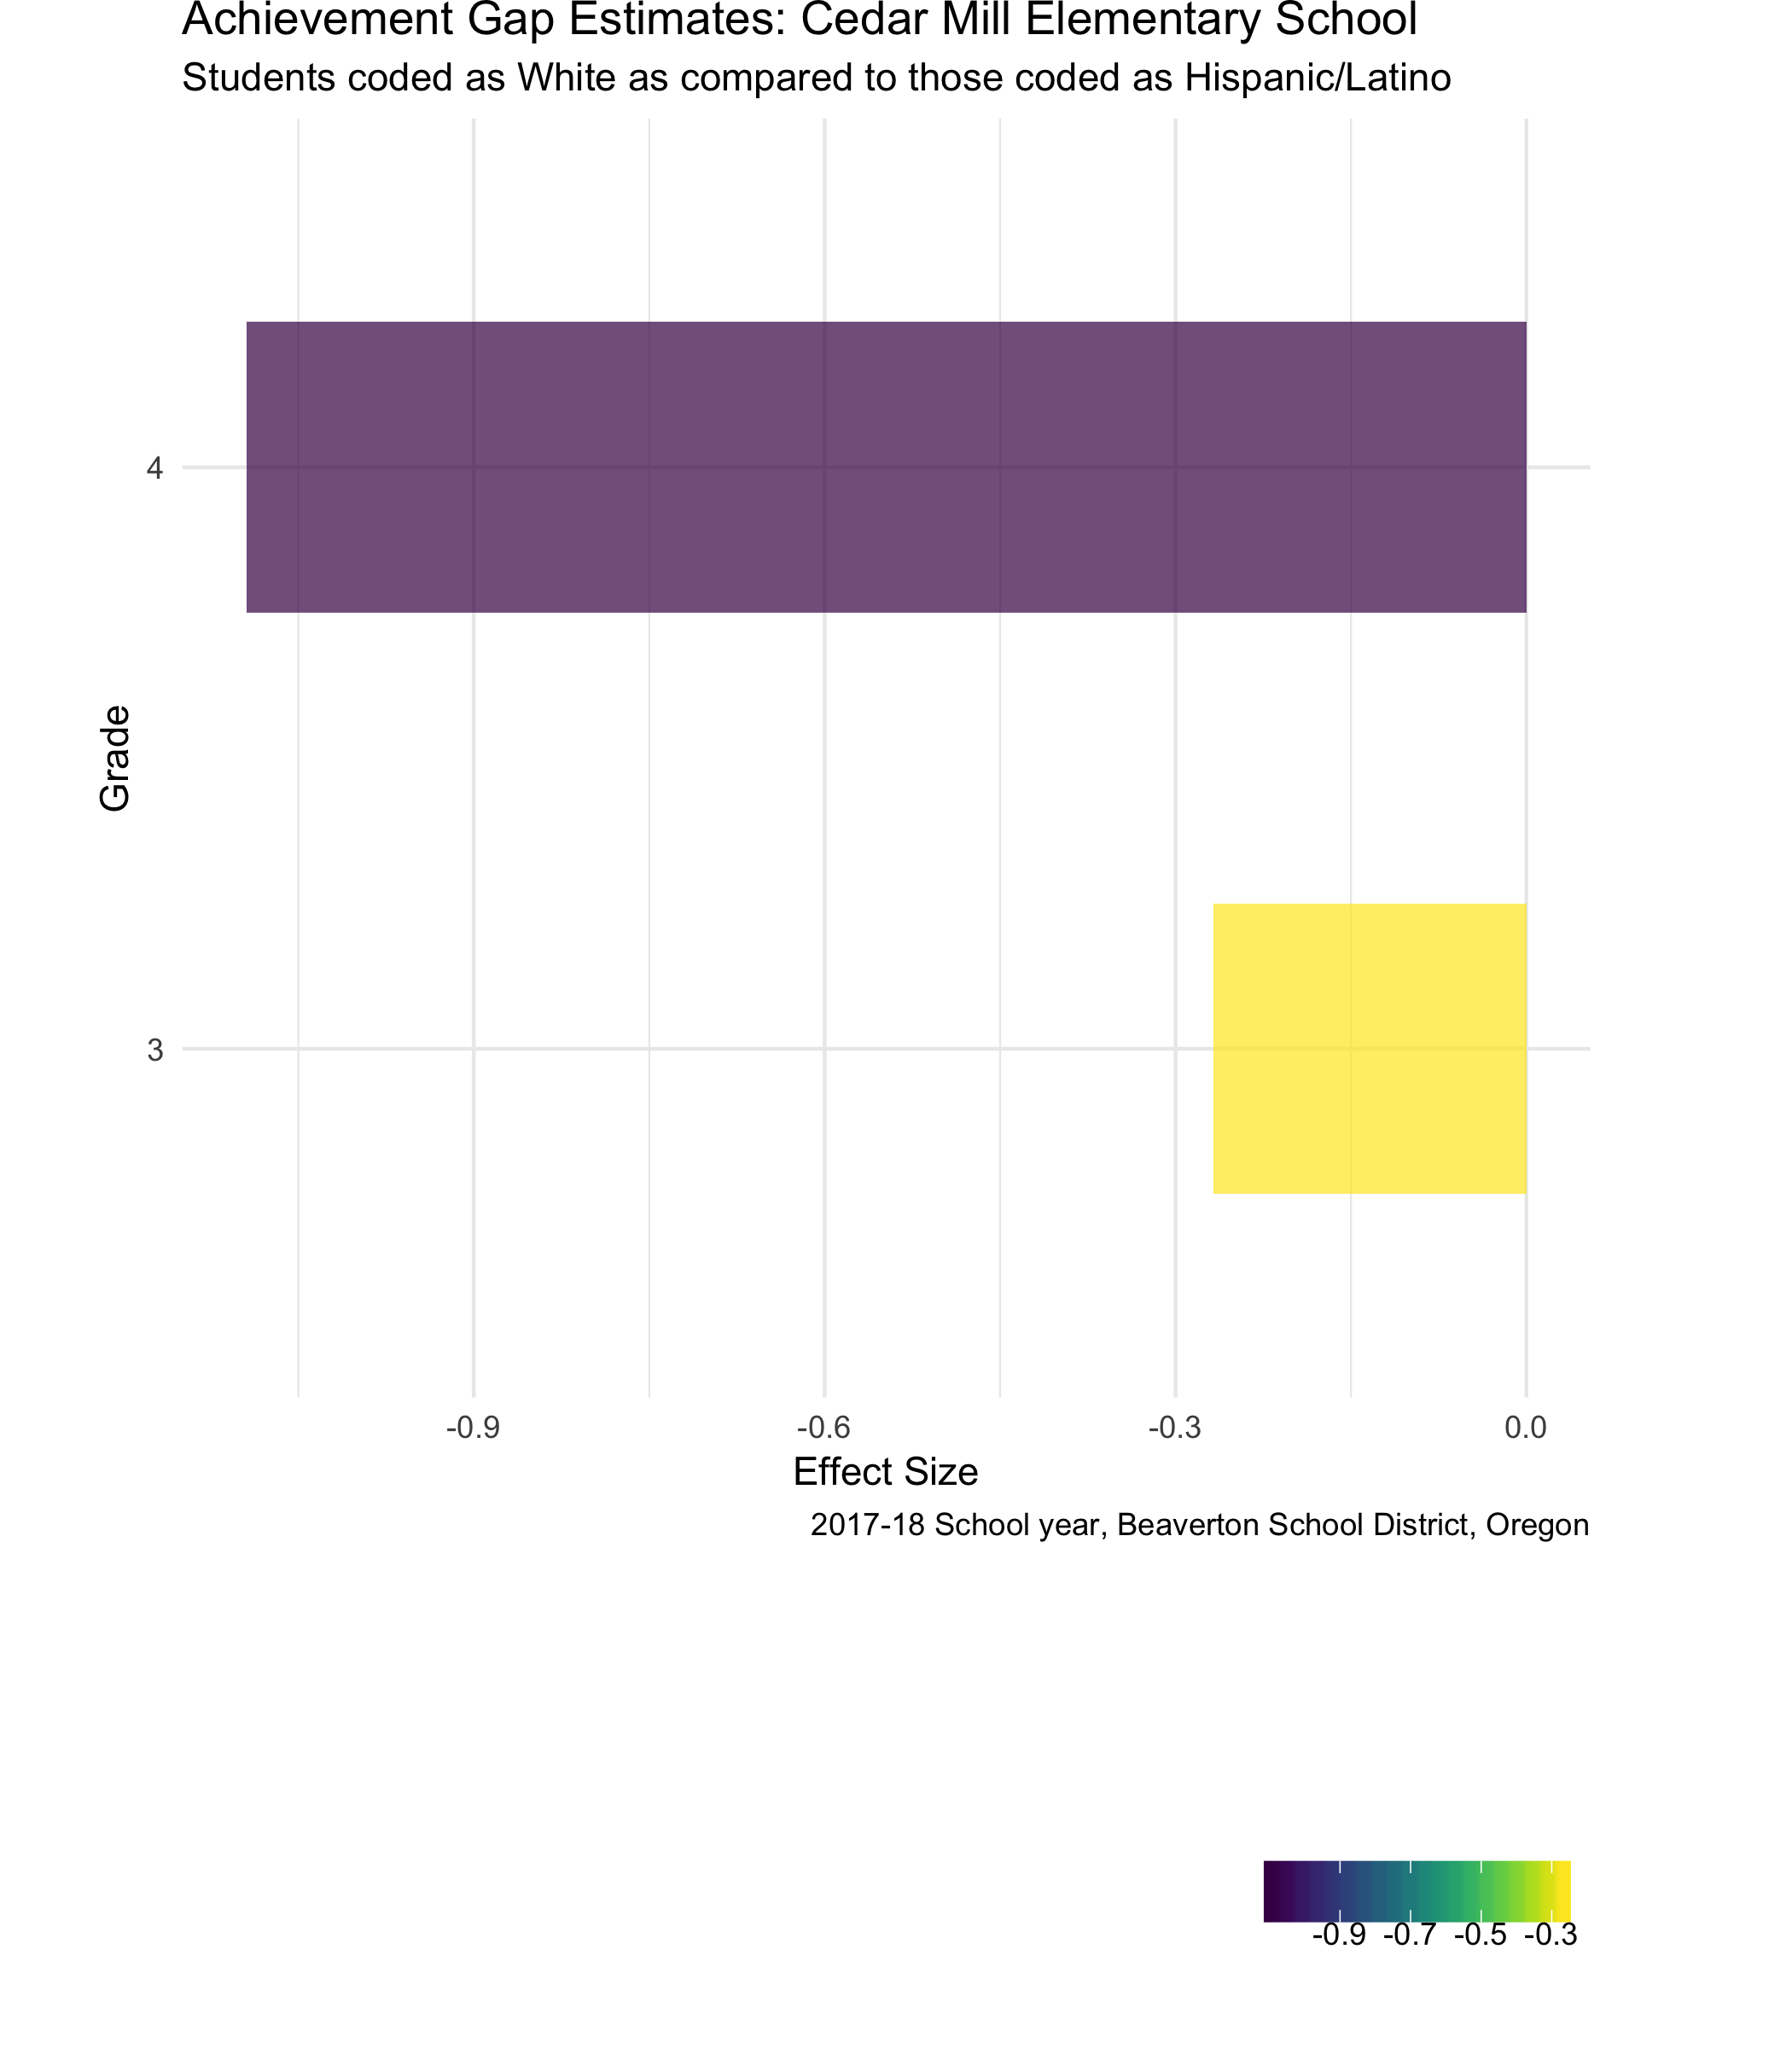 Achievement Gap Estimates: Cedar Mill Elementary School
Students coded as White as compared to those coded as Hispanic/Latino
4
Grade
3
-0.9 -0.6 -0.3 0.0
Effect Size
2017-18 School year, Beaverton School District, Oregon
-0.9 -0.7 -0.5 -0.3